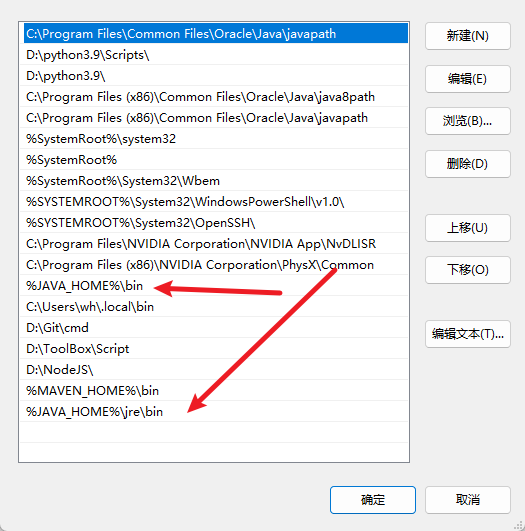 C:\Program Files\Common Files\Oracle\Java\javapath
D:\python3.9\Scripts\
D:\python3.9\
C:\Program Files (x86)\Common Files\Oracle\Java\java8path
C:\Program Files (x86)\Common Files\Oracle\Java\javapath
%SystemRoot%\system32
%SystemRoot%
%SystemRoot%\System32\Wbem
%SYSTEMROOT%\System32\WindowsPowerShell\v1.0\
%SYSTEMROOT%\System32\OpenSSH\
C:\Program Files\NVIDIA Corporation\NVIDIA App\NvDLISR
C:\Program Files (x86)\NVIDIA Corporation\PhysX\Common
%JAVA_HOME%\bin
C:\Users\wh\.local\bin
D:\Git\cmd
D:\ToolBox\Script
D:\NodeJS\
%MAVEN_HOME%\bin
%JAVA_HOME%\jre\bin
新建(N)
编辑(E)
浏览(B)...
删除(D)
上移(U)
下移(O)
编辑文本(T)...
确定
取消